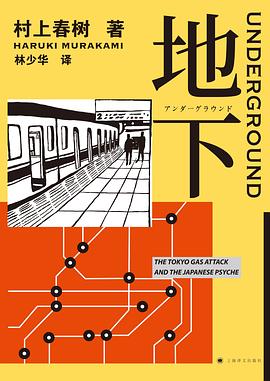 村上春树 著
HARUKI MURAKAMI
林少华 译
地下
アンダーグラウンド
UNDERGROUND
THE TOKYO GAS ATTACK
AND THE JAPANESE PSYCHE
上海译文出版社